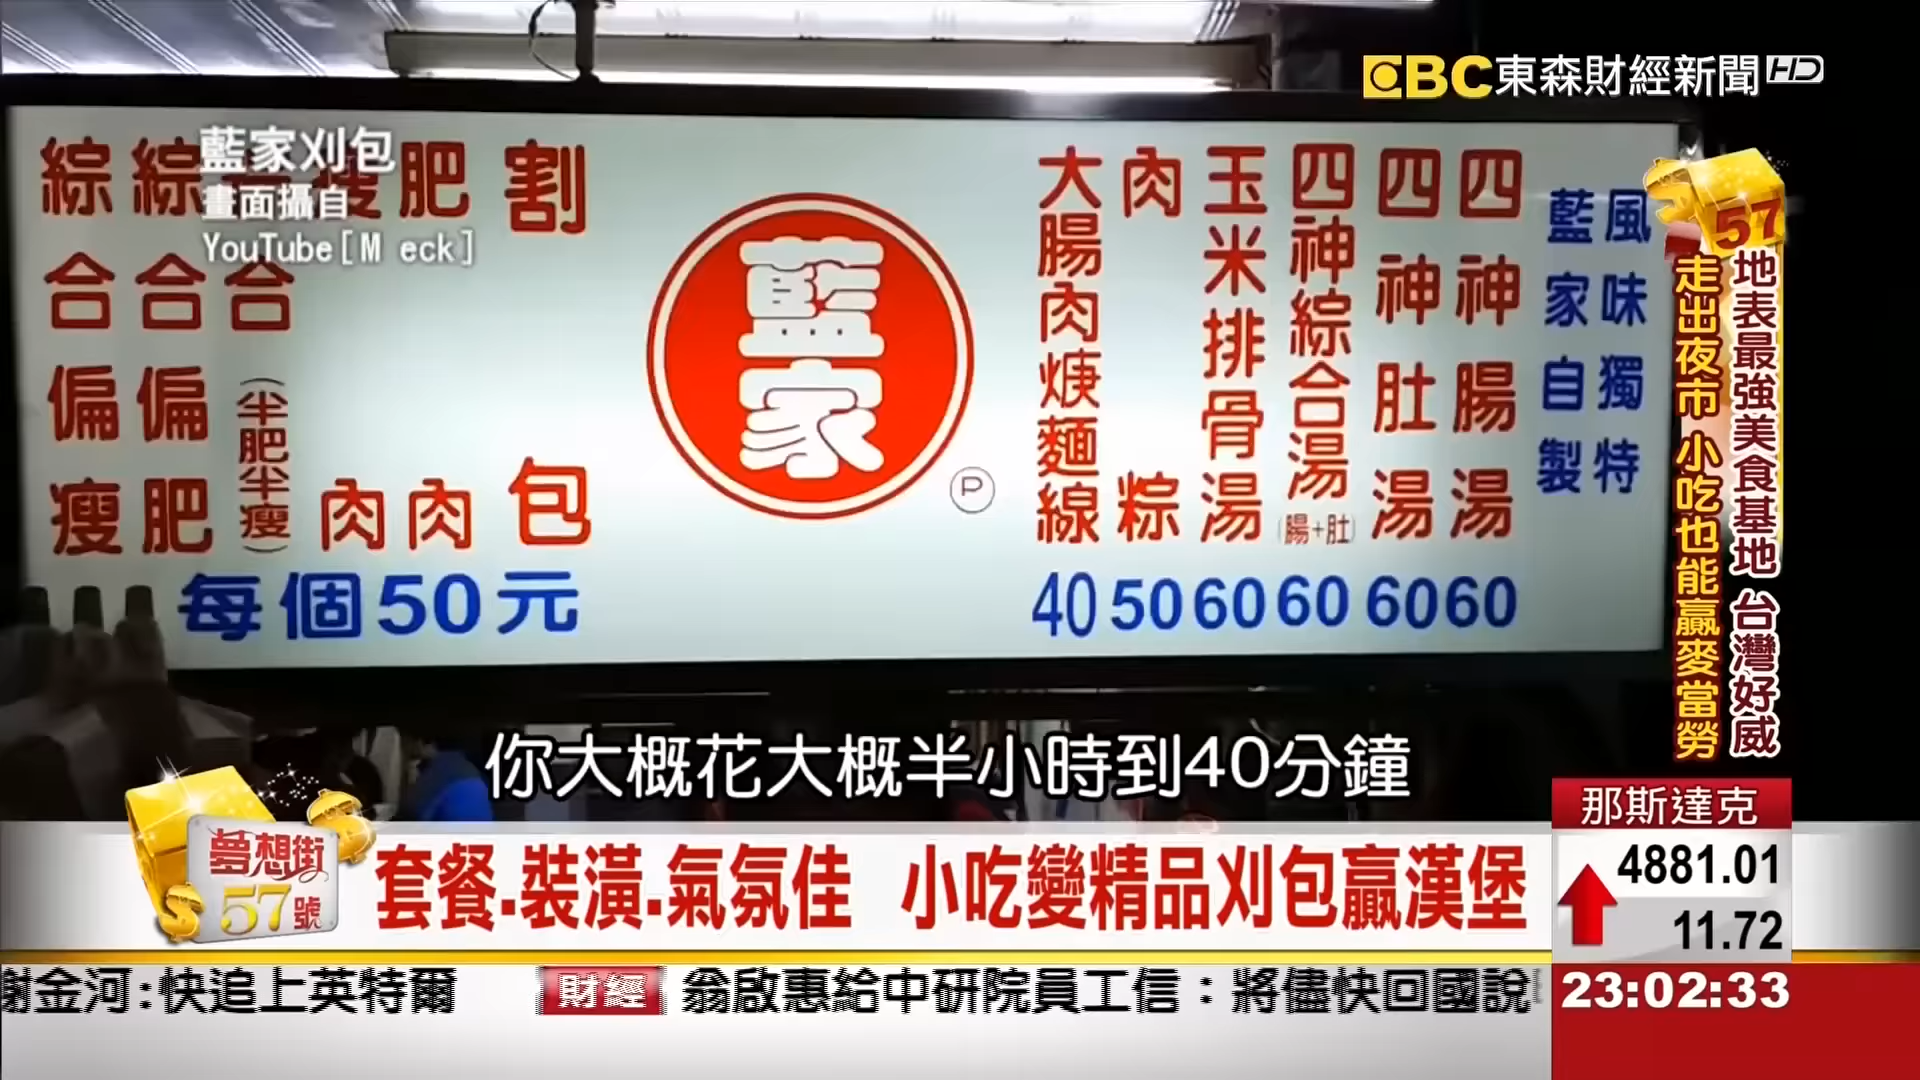 EBC東森財經新聞HD
藍家刈包
畫面攝自
YouTube[M eck]
風味獨特
藍家自製
四神腸湯 60
四神肚湯 60
四神綜合湯(腸+肚) 60
玉米排骨湯 60
肉粽 50
大腸肉焿麵線 40
藍家
P
割包
肥肉
瘦肉
合(半肥半瘦)
綜合偏肥
綜合偏瘦
每個50元
57
地表最強美食基地 台灣好威
走出夜市 小吃也能贏麥當勞
你大概花大概半小時到40分鐘
夢想街
57號
套餐.裝潢.氣氛佳 小吃變精品刈包贏漢堡
那斯達克
4881.01
11.72
謝金河:快追上英特爾 財經 翁啟惠給中研院員工信：將儘快回國說
23:02:33